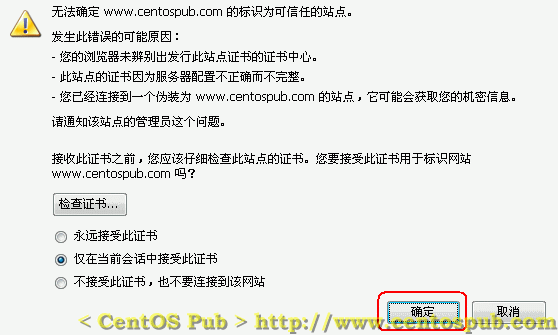 无法确定 www.centospub.com 的标识为可信任的站点。
发生此错误的可能原因：
- 您的浏览器未辨别出发行此站点证书的证书中心。
- 此站点的证书因为服务器配置不正确而不完整。
- 您已经连接到一个伪装为 www.centospub.com 的站点，它可能会获取您的机密信息。
请通知该站点的管理员这个问题。
接收此证书之前，您应该仔细检查此站点的证书。您要接受此证书用于标识网站
www.centospub.com 吗？
检查证书...
永远接受此证书
仅在当前会话中接受此证书
不接受此证书，也不要连接到该网站
确定 取消
< CentOS Pub > http://www.centospub.com